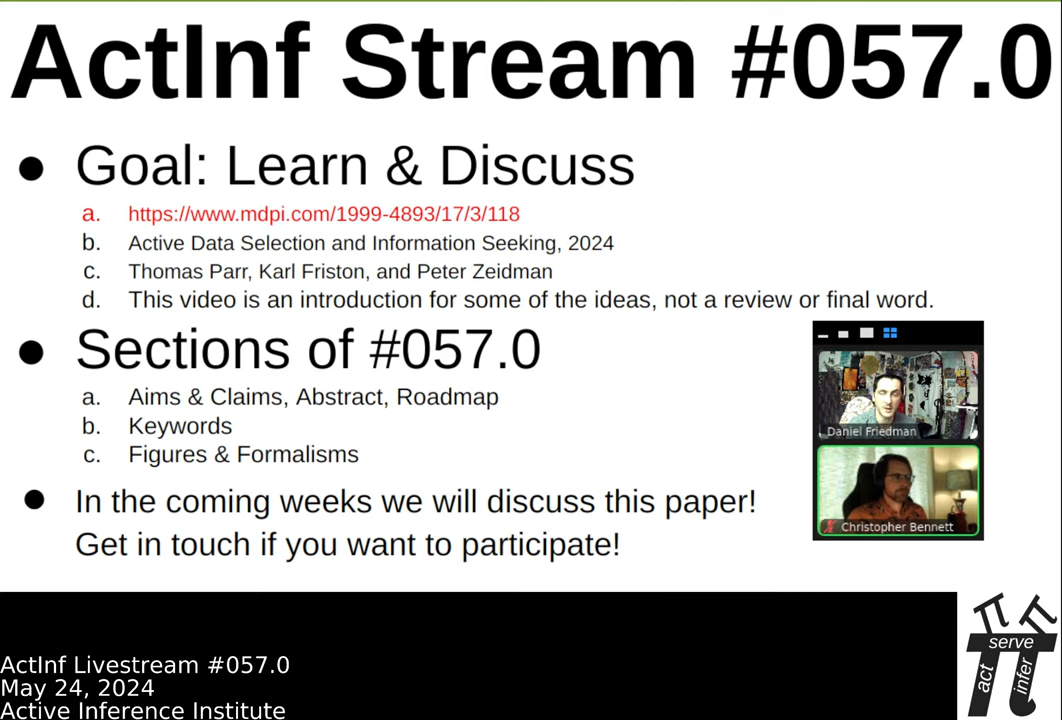 ActInf Stream #057.0
● Goal: Learn & Discuss
a. https://www.mdpi.com/1999-4893/17/3/118
b. Active Data Selection and Information Seeking, 2024
c. Thomas Parr, Karl Friston, and Peter Zeidman
d. This video is an introduction for some of the ideas, not a review or final word.
● Sections of #057.0
a. Aims & Claims, Abstract, Roadmap
b. Keywords
c. Figures & Formalisms
● In the coming weeks we will discuss this paper!
Get in touch if you want to participate!
Daniel Friedman
Christopher Bennett
ActInf Livestream #057.0
May 24, 2024
Active Inference Institute
π π
serve
act π infer